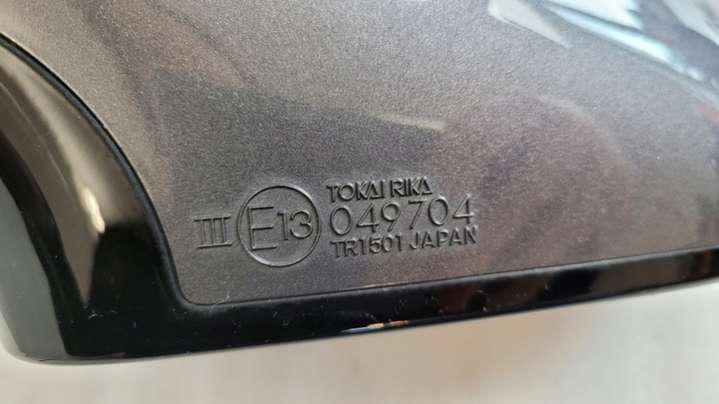 TOKAI RIKA
III E13 049704
TR1501 JAPAN